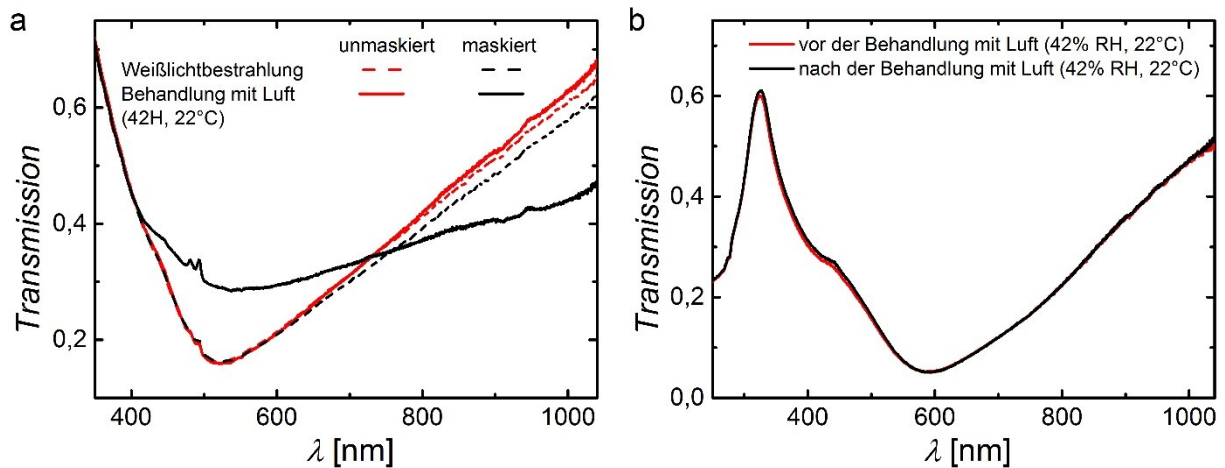 a
unmaskiert maskiert
Weißlichtbestrahlung
Behandlung mit Luft
(42H, 22°C)
Transmission
0,6
0,4
0,2
400 600 800 1000
λ [nm]
b
vor der Behandlung mit Luft (42% RH, 22°C)
nach der Behandlung mit Luft (42% RH, 22°C)
Transmission
0,6
0,4
0,2
0,0
400 600 800 1000
λ [nm]